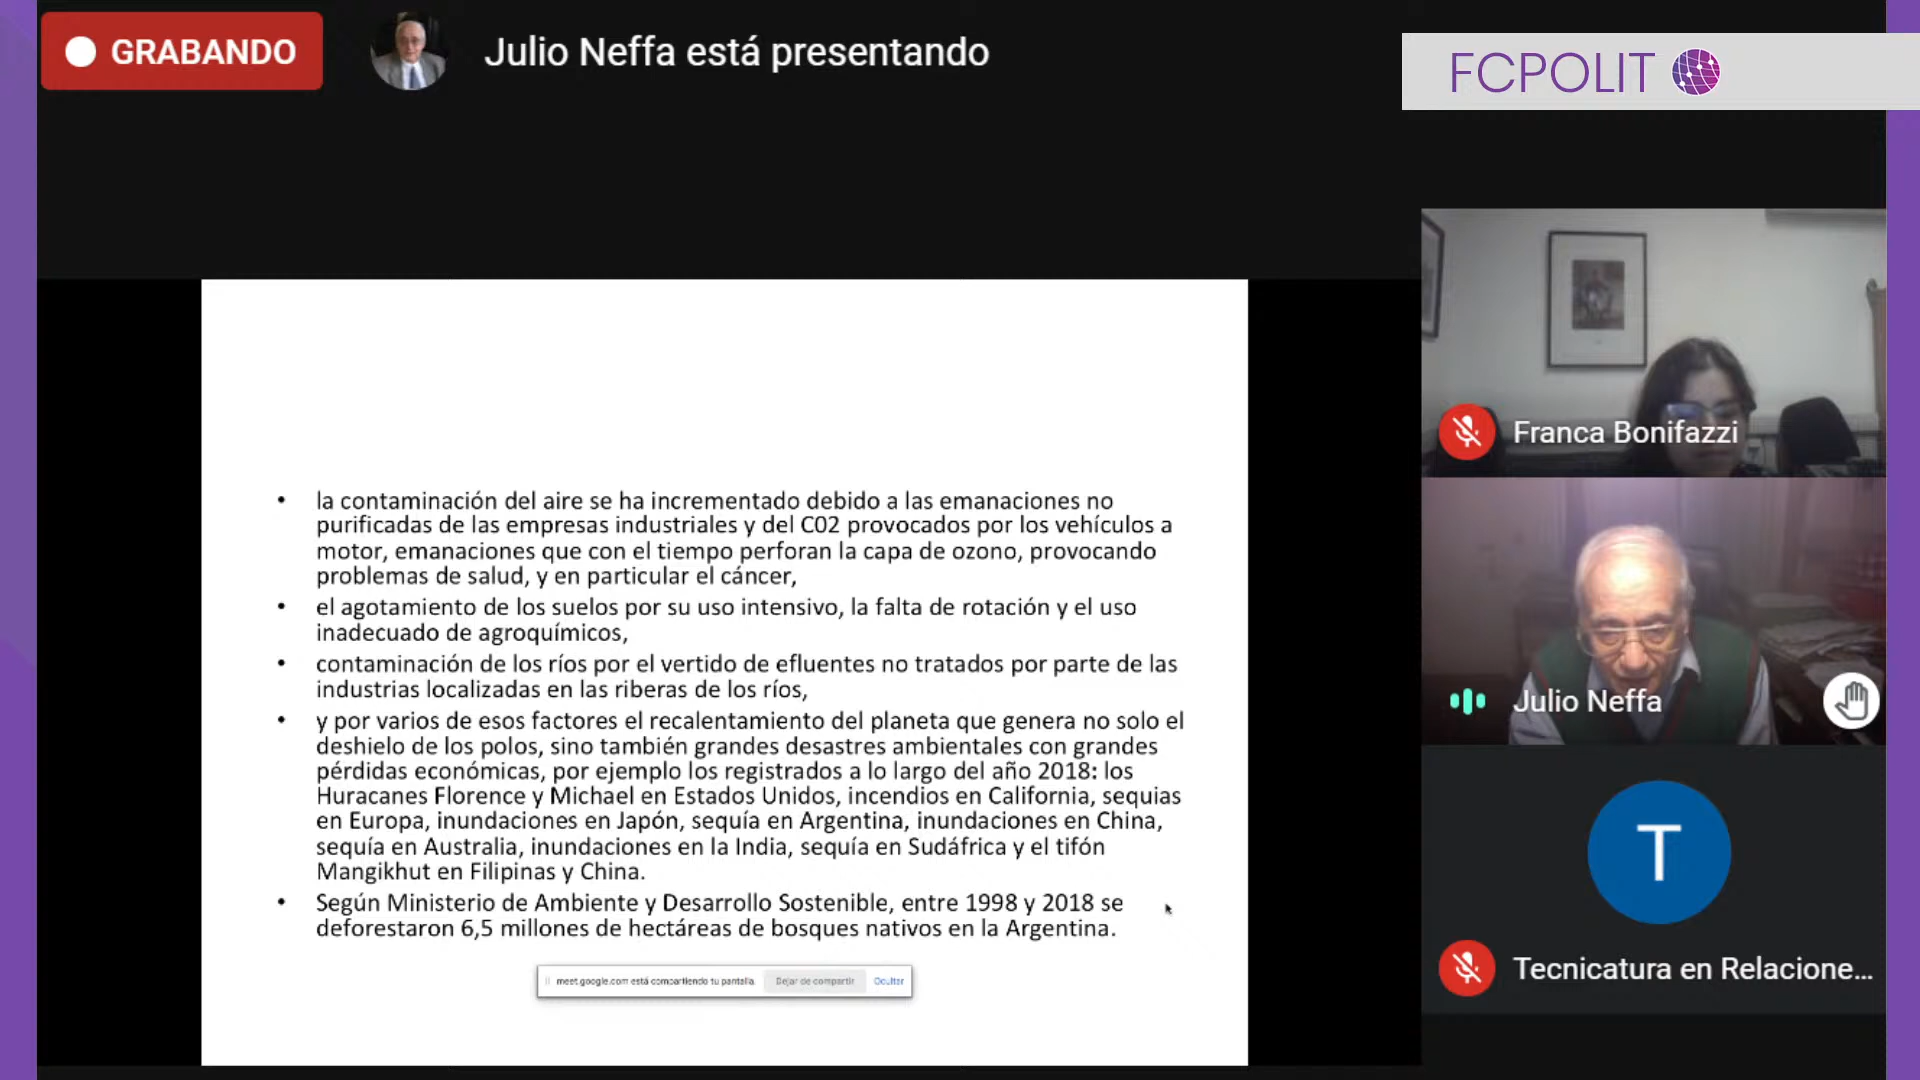 GRABANDO
Julio Neffa está presentando
FCPOLIT
la contaminación del aire se ha incrementado debido a las emanaciones no
purificadas de las empresas industriales y del C02 provocados por los vehículos a
motor, emanaciones que con el tiempo perforan la capa de ozono, provocando
problemas de salud, y en particular el cáncer,
el agotamiento de los suelos por su uso intensivo, la falta de rotación y el uso
inadecuado de agroquímicos,
contaminación de los ríos por el vertido de efluentes no tratados por parte de las
industrias localizadas en las riberas de los ríos,
y por varios de esos factores el recalentamiento del planeta que genera no solo el
deshielo de los polos, sino también grandes desastres ambientales con grandes
pérdidas económicas, por ejemplo los registrados a lo largo del año 2018: los
Huracanes Florence y Michael en Estados Unidos, incendios en California, sequias
en Europa, inundaciones en Japón, sequía en Argentina, inundaciones en China,
sequía en Australia, inundaciones en la India, sequía en Sudáfrica y el tifón
Mangikhut en Filipinas y China.
Según Ministerio de Ambiente y Desarrollo Sostenible, entre 1998 y 2018 se
deforestaron 6,5 millones de hectáreas de bosques nativos en la Argentina.
meet.google.com está compartiendo tu pantalla. Dejar de compartir Ocultar
Franca Bonifazzi
Julio Neffa
T
Tecnicatura en Relacione...